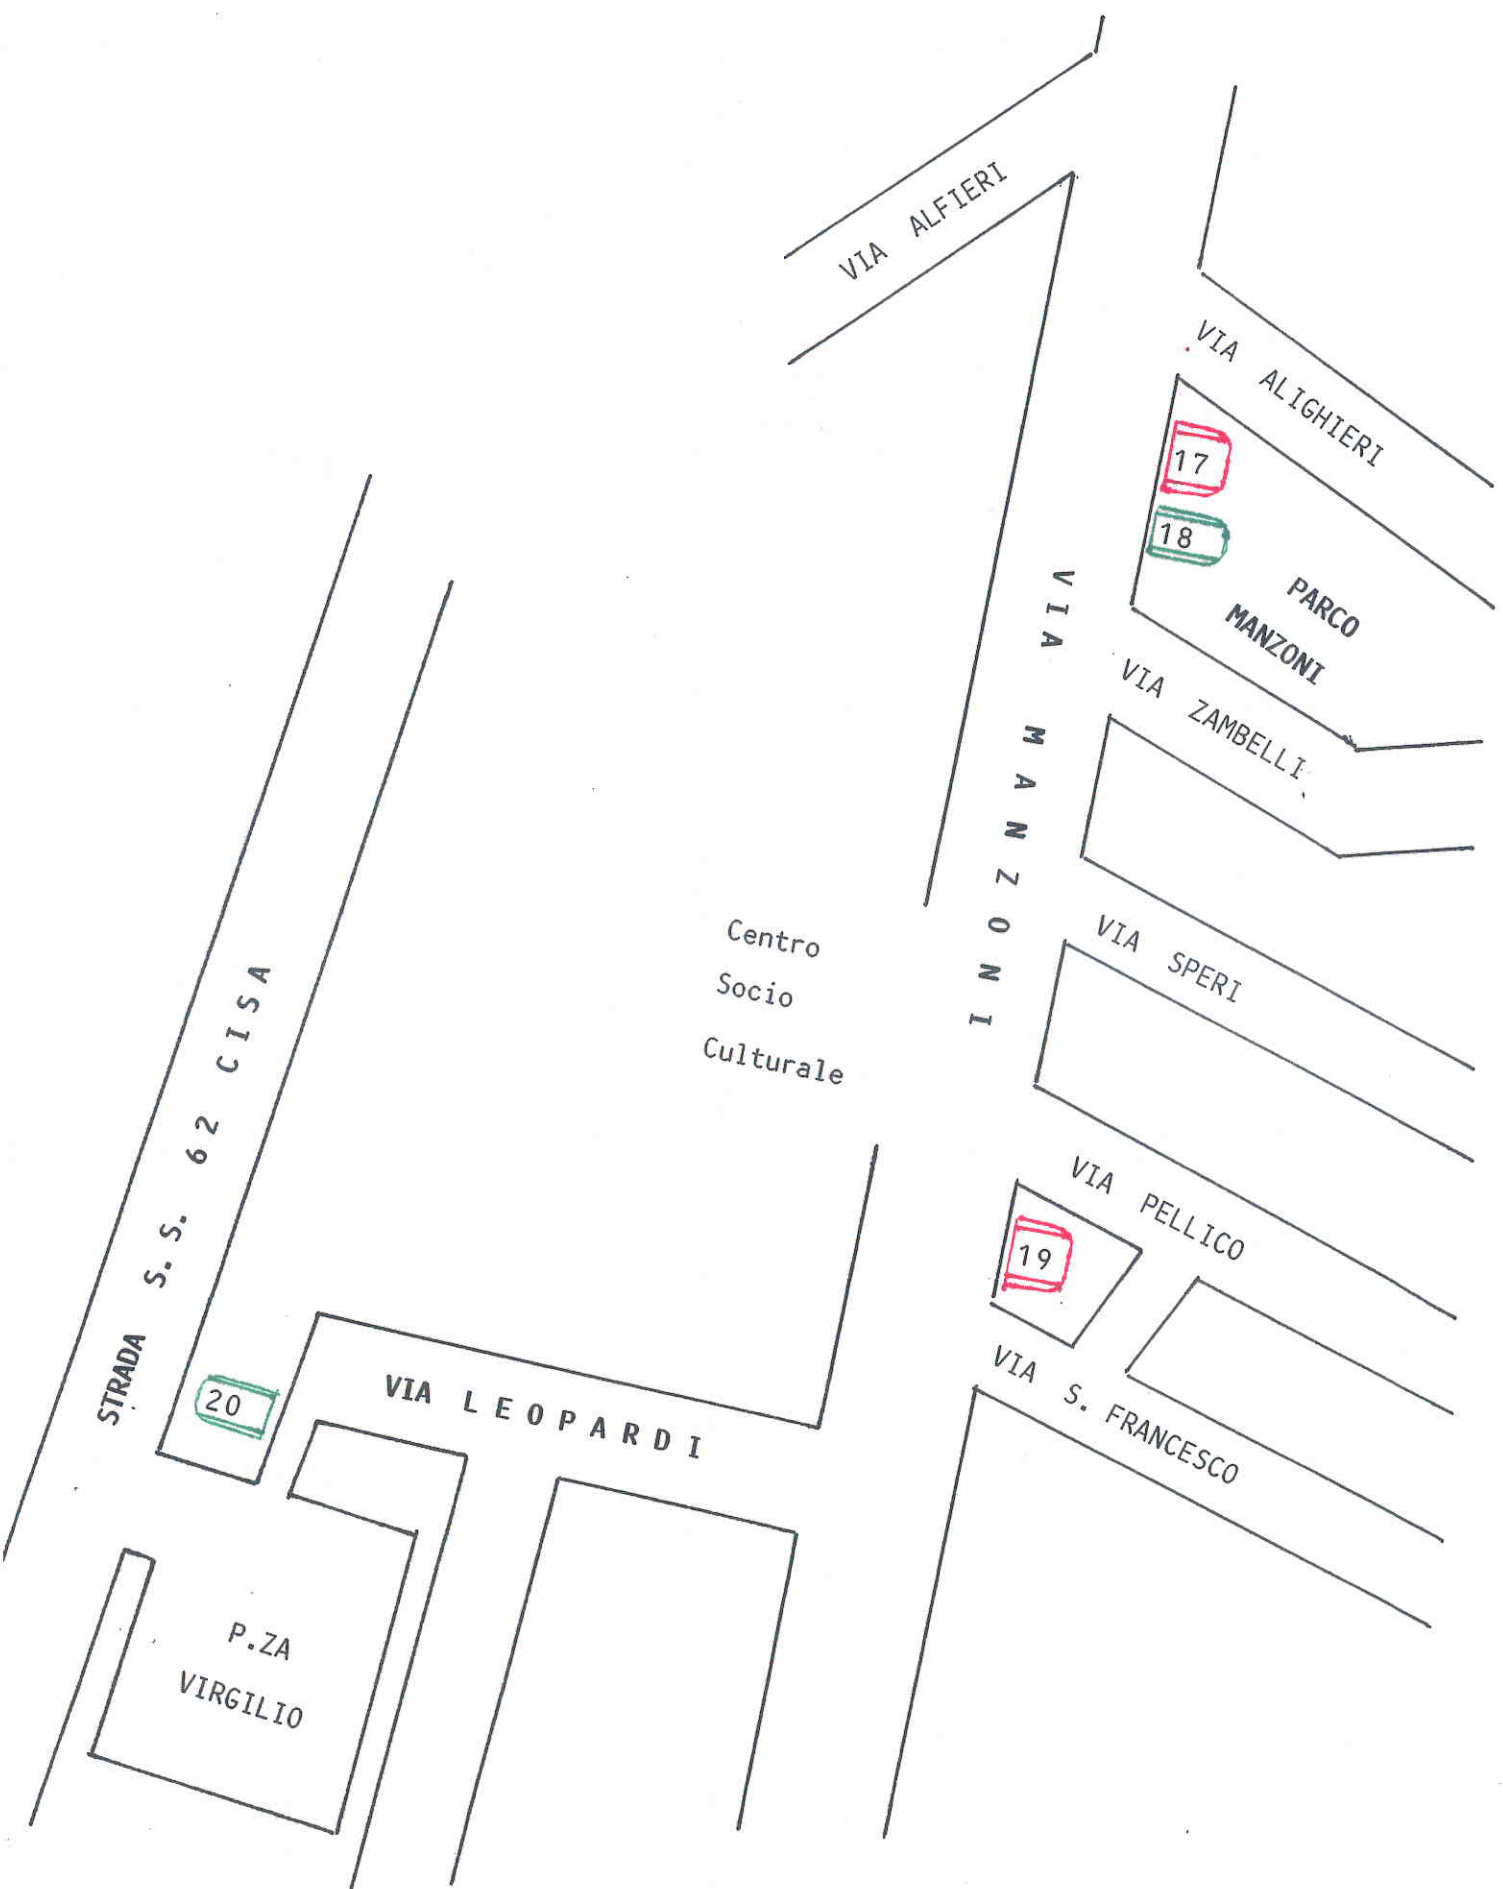 VIA ALFIERI
VIA ALIGHIERI
17
18
PARCO
MANZONI
VIA MANZONI
VIA ZAMBELLI
Centro
Socio
Culturale
VIA SPERI
STRADA S.S. 62 CISA
VIA PELLICO
19
VIA S. FRANCESCO
20
VIA LEOPARDI
P.ZA
VIRGILIO